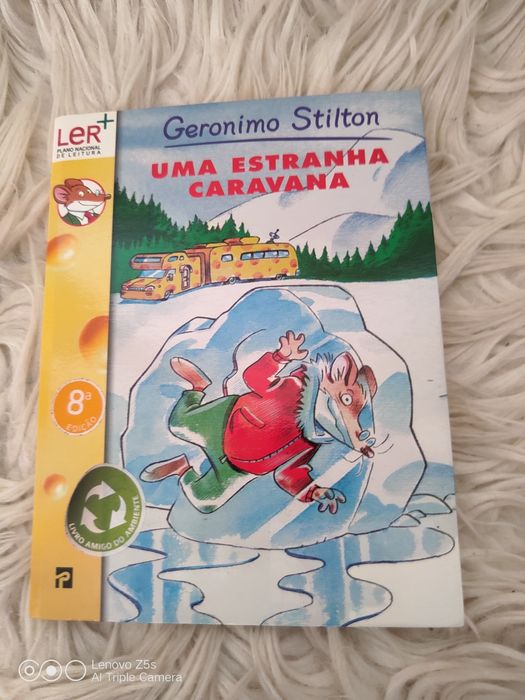 LeR+
PLANO NACIONAL
DE LEITURA
Geronimo Stilton
UMA ESTRANHA
CARAVANA
8ª
EDIÇÃO
LIVRO AMIGO DO AMBIENTE
Lenovo Z5s
AI Triple Camera